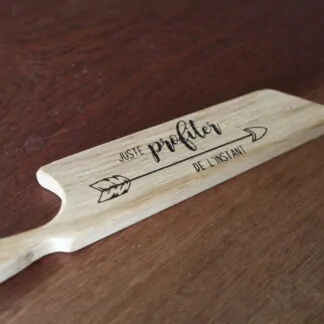 JUSTE profiter
DE L'INSTANT